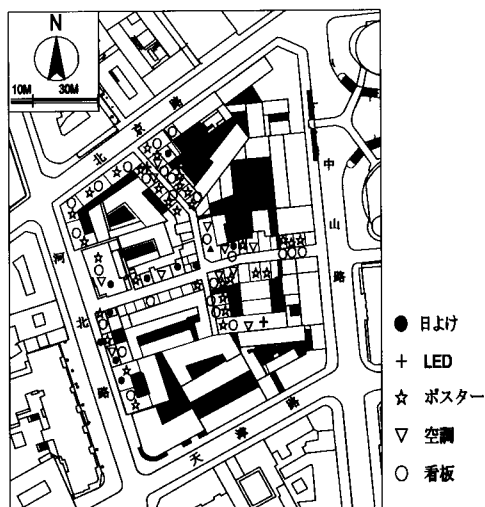 N
10M 30M
北京路
中山路
河北路
天津路
日よけ
LED
ポスター
空調
看板